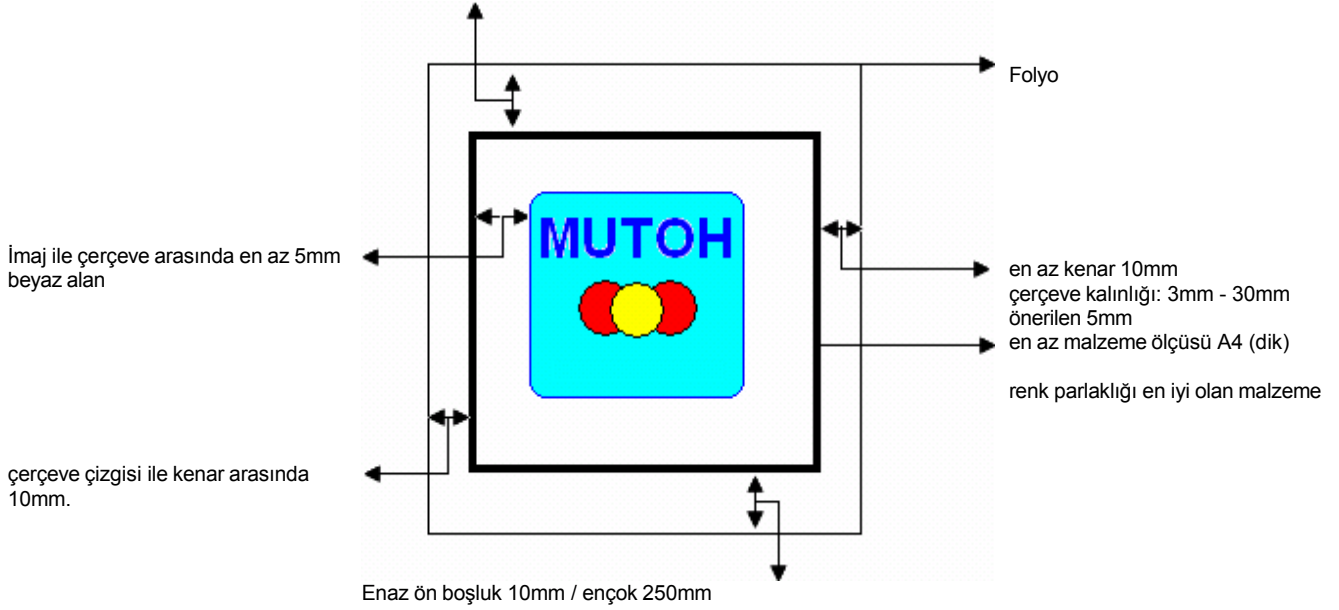 Folyo
MUTOH
İmaj ile çerçeve arasında en az 5mm
beyaz alan
en az kenar 10mm
çerçeve kalınlığı: 3mm - 30mm
önerilen 5mm
en az malzeme ölçüsü A4 (dik)
renk parlaklığı en iyi olan malzeme
çerçeve çizgisi ile kenar arasında
10mm.
Enaz ön boşluk 10mm / ençok 250mm